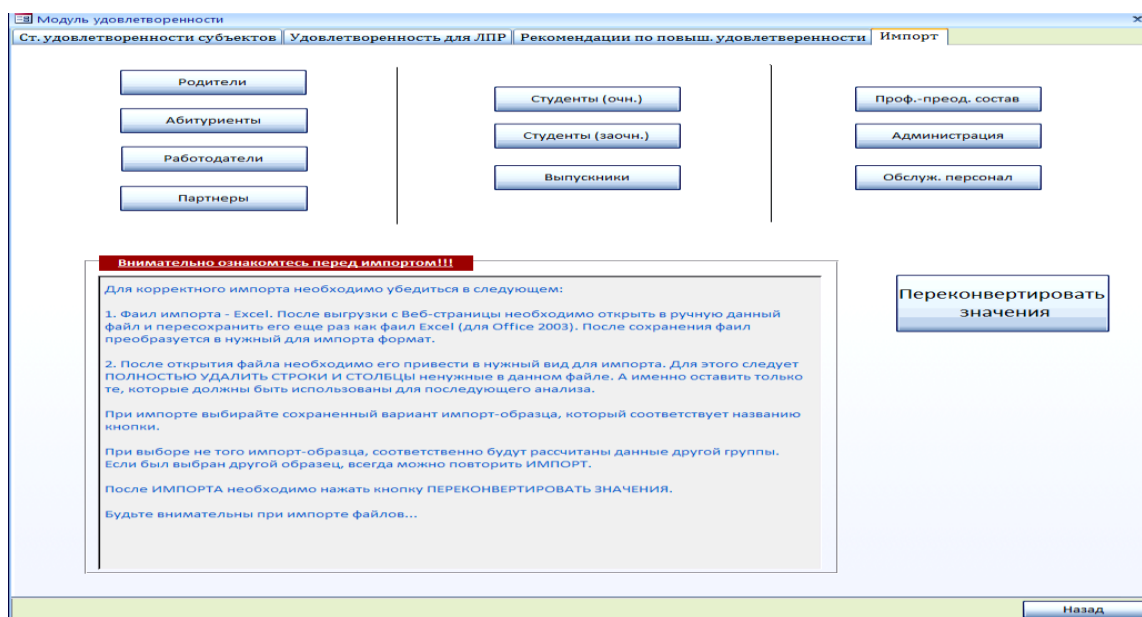 Модуль удовлетворенности
Ст. удовлетворенности субъектов
Удовлетворенность для ЛПР
Рекомендации по повыш. удовлетверенности
Импорт
Родители
Абитуриенты
Работодатели
Партнеры
Студенты (очн.)
Студенты (заочн.)
Выпускники
Проф.-преод. состав
Администрация
Обслуж. персонал
Внимательно ознакомтесь перед импортом!!!
Для корректного импорта необходимо убедиться в следующем:
1. Фаил импорта - Excel. После выгрузки с Веб-страницы необходимо открыть в ручную данный
файл и пересохранить его еще раз как фаил Excel (для Office 2003). После сохранения фаил
преобразуется в нужный для импорта формат.
2. После открытия файла необходимо его привести в нужный вид для импорта. Для этого следует
ПОЛНОСТЬЮ УДАЛИТЬ СТРОКИ И СТОЛБЦЫ ненужные в данном файле. А именно оставить только
те, которые должны быть использованы для последующего анализа.
При импорте выбирайте сохраненный вариант импорт-образца, который соответствует названию
кнопки.
При выборе не того импорт-образца, соответственно будут рассчитаны данные другой группы.
Если был выбран другой образец, всегда можно повторить ИМПОРТ.
После ИМПОРТА необходимо нажать кнопку ПЕРЕКОНВЕРТИРОВАТЬ ЗНАЧЕНИЯ.
Будьте внимательны при импорте файлов...
Переконвертировать
значения
Назад